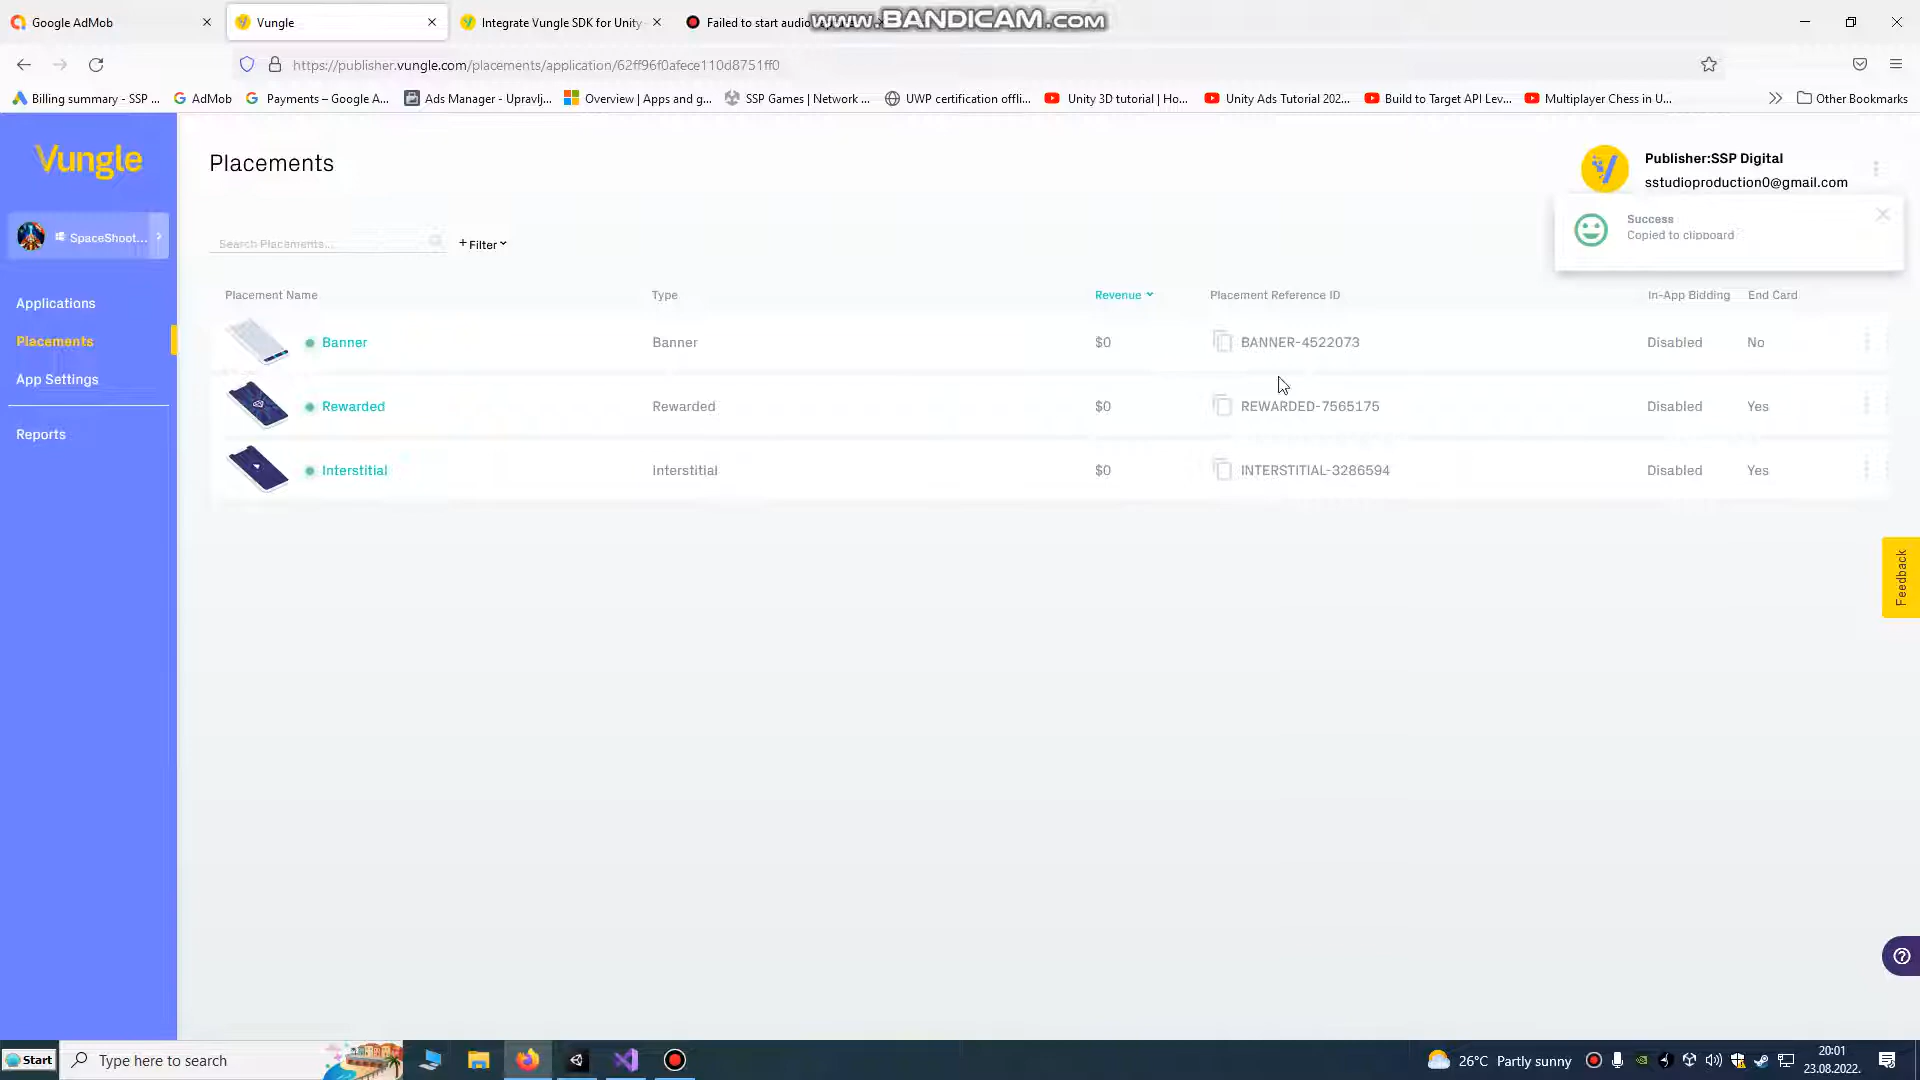 Google AdMob
Vungle
Integrate Vungle SDK for Unity
Failed to start audio
www.BANDICAM.com
https://publisher.vungle.com/placements/application/62ff96f0afece110d8751ff0
Billing summary - SSP ...
AdMob
Payments – Google A...
Ads Manager - Upravlj...
Overview | Apps and g...
SSP Games | Network ...
UWP certification offli...
Unity 3D tutorial | Ho...
Unity Ads Tutorial 202...
Build to Target API Lev...
Multiplayer Chess in U...
Other Bookmarks
Vungle
Placements
Publisher:SSP Digital
sstudioproduction0@gmail.com
Success
Copied to clipboard
SpaceShoot...
Search Placements...
+ Filter
Applications
Placements
App Settings
Reports
Placement Name Type Revenue Placement Reference ID In-App Bidding End Card
Banner Banner $0 BANNER-4522073 Disabled No
Rewarded Rewarded $0 REWARDED-7565175 Disabled Yes
Interstitial Interstitial $0 INTERSTITIAL-3286594 Disabled Yes
Feedback
Start
Type here to search
26°C Partly sunny
20:01
23.08.2022.